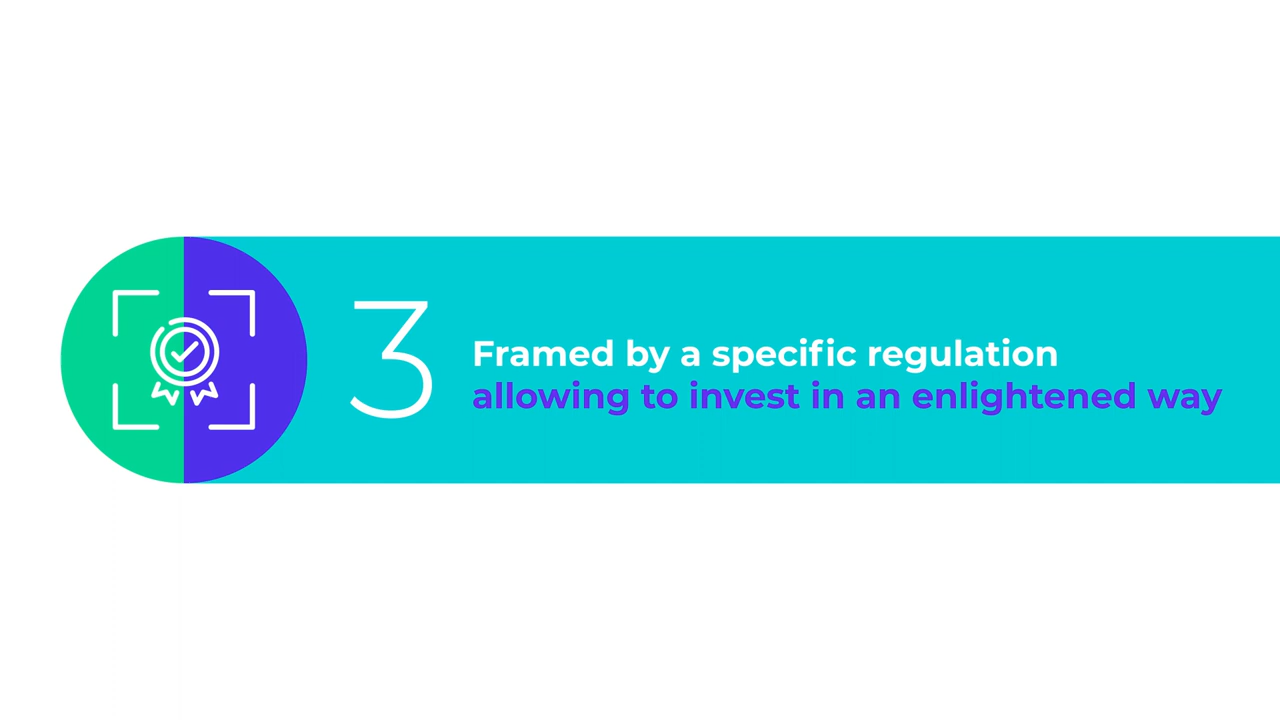 3
Framed by a specific regulation
allowing to invest in an enlightened way